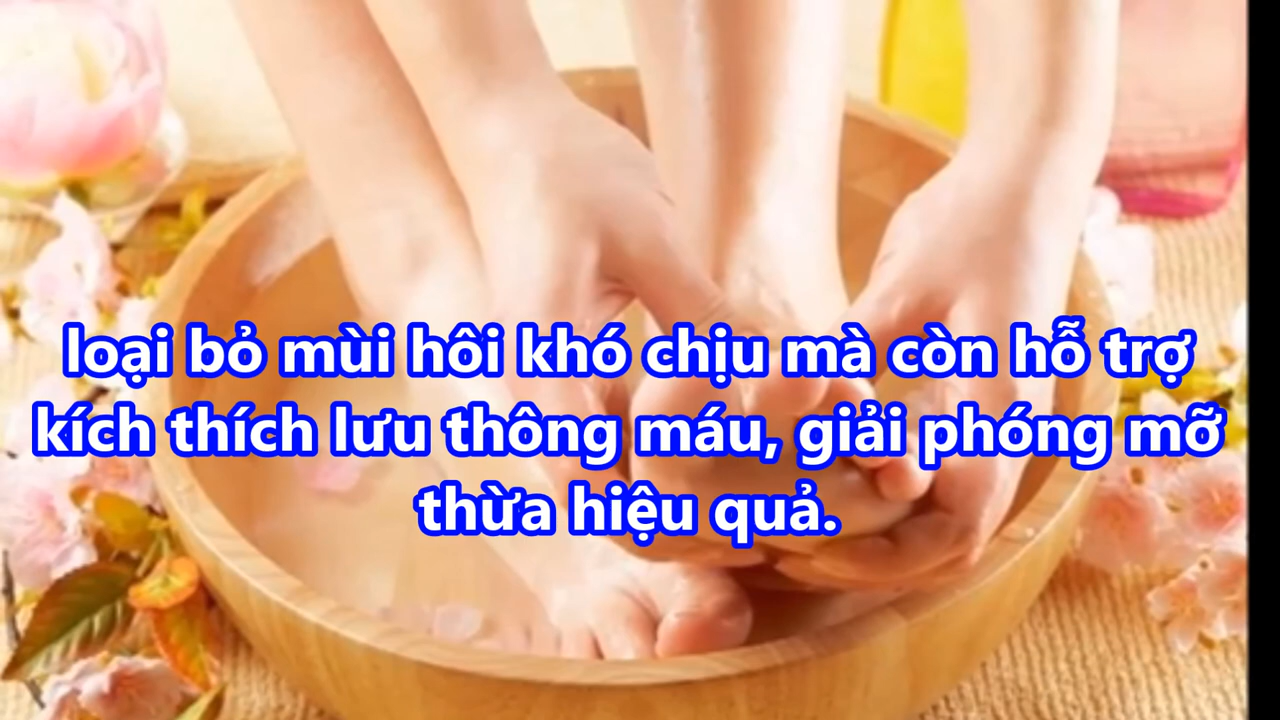 loại bỏ mùi hôi khó chịu mà còn hỗ trợ
kích thích lưu thông máu, giải phóng mỡ
thừa hiệu quả.